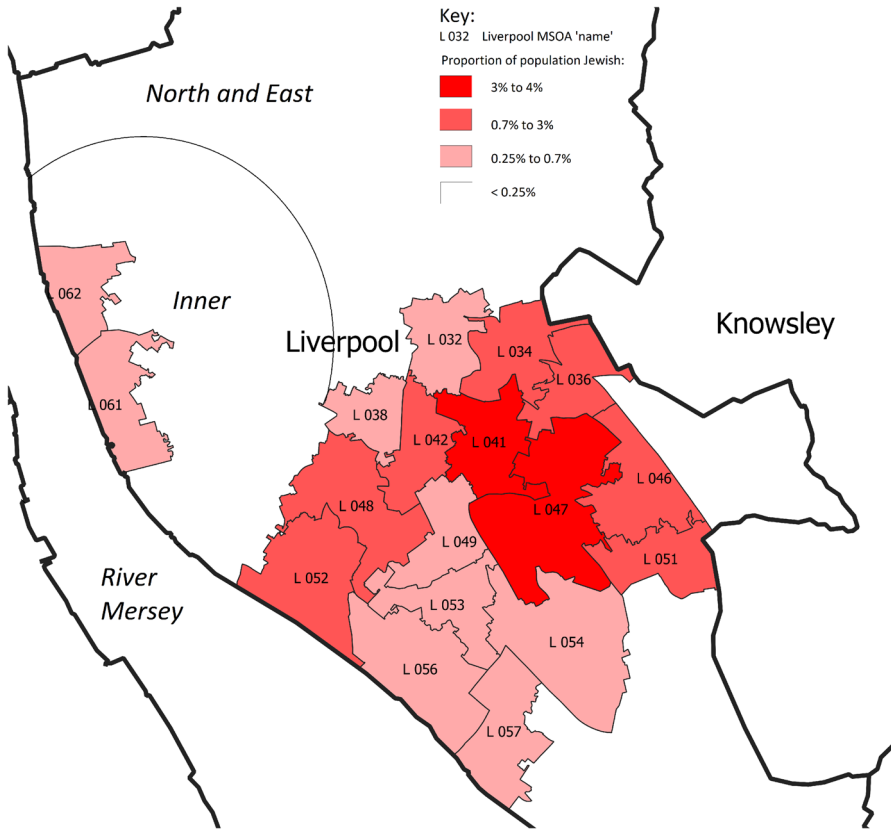 Key:
L 032 Liverpool MSOA 'name'
Proportion of population Jewish:
3% to 4%
0.7% to 3%
0.25% to 0.7%
< 0.25%
North and East
L 062
Inner
Liverpool
Knowsley
L 032
L 034
L 036
L 061
L 038
L 042
L 041
L 046
L 048
L 047
L 049
L 051
L 052
River
Mersey
L 053
L 054
L 056
L 057